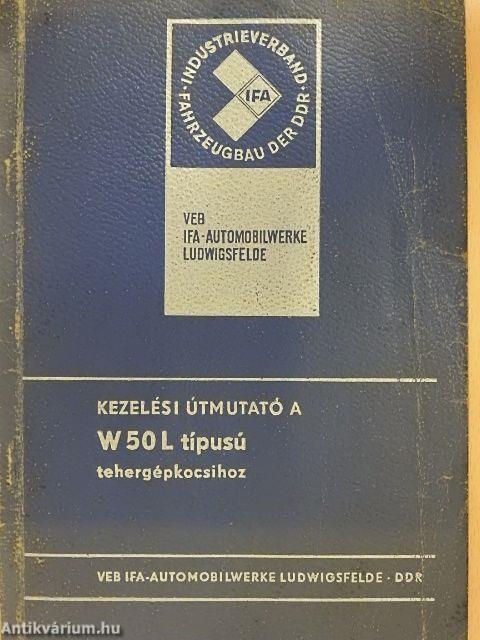 · INDUSTRIEVERBAND · FAHRZEUGBAU DER DDR
IFA
VEB
IFA-AUTOMOBILWERKE
LUDWIGSFELDE
KEZELÉSI ÚTMUTATÓ A
W 50 L típusú
tehergépkocsihoz
VEB IFA-AUTOMOBILWERKE LUDWIGSFELDE · DDR
Antikvárium.hu